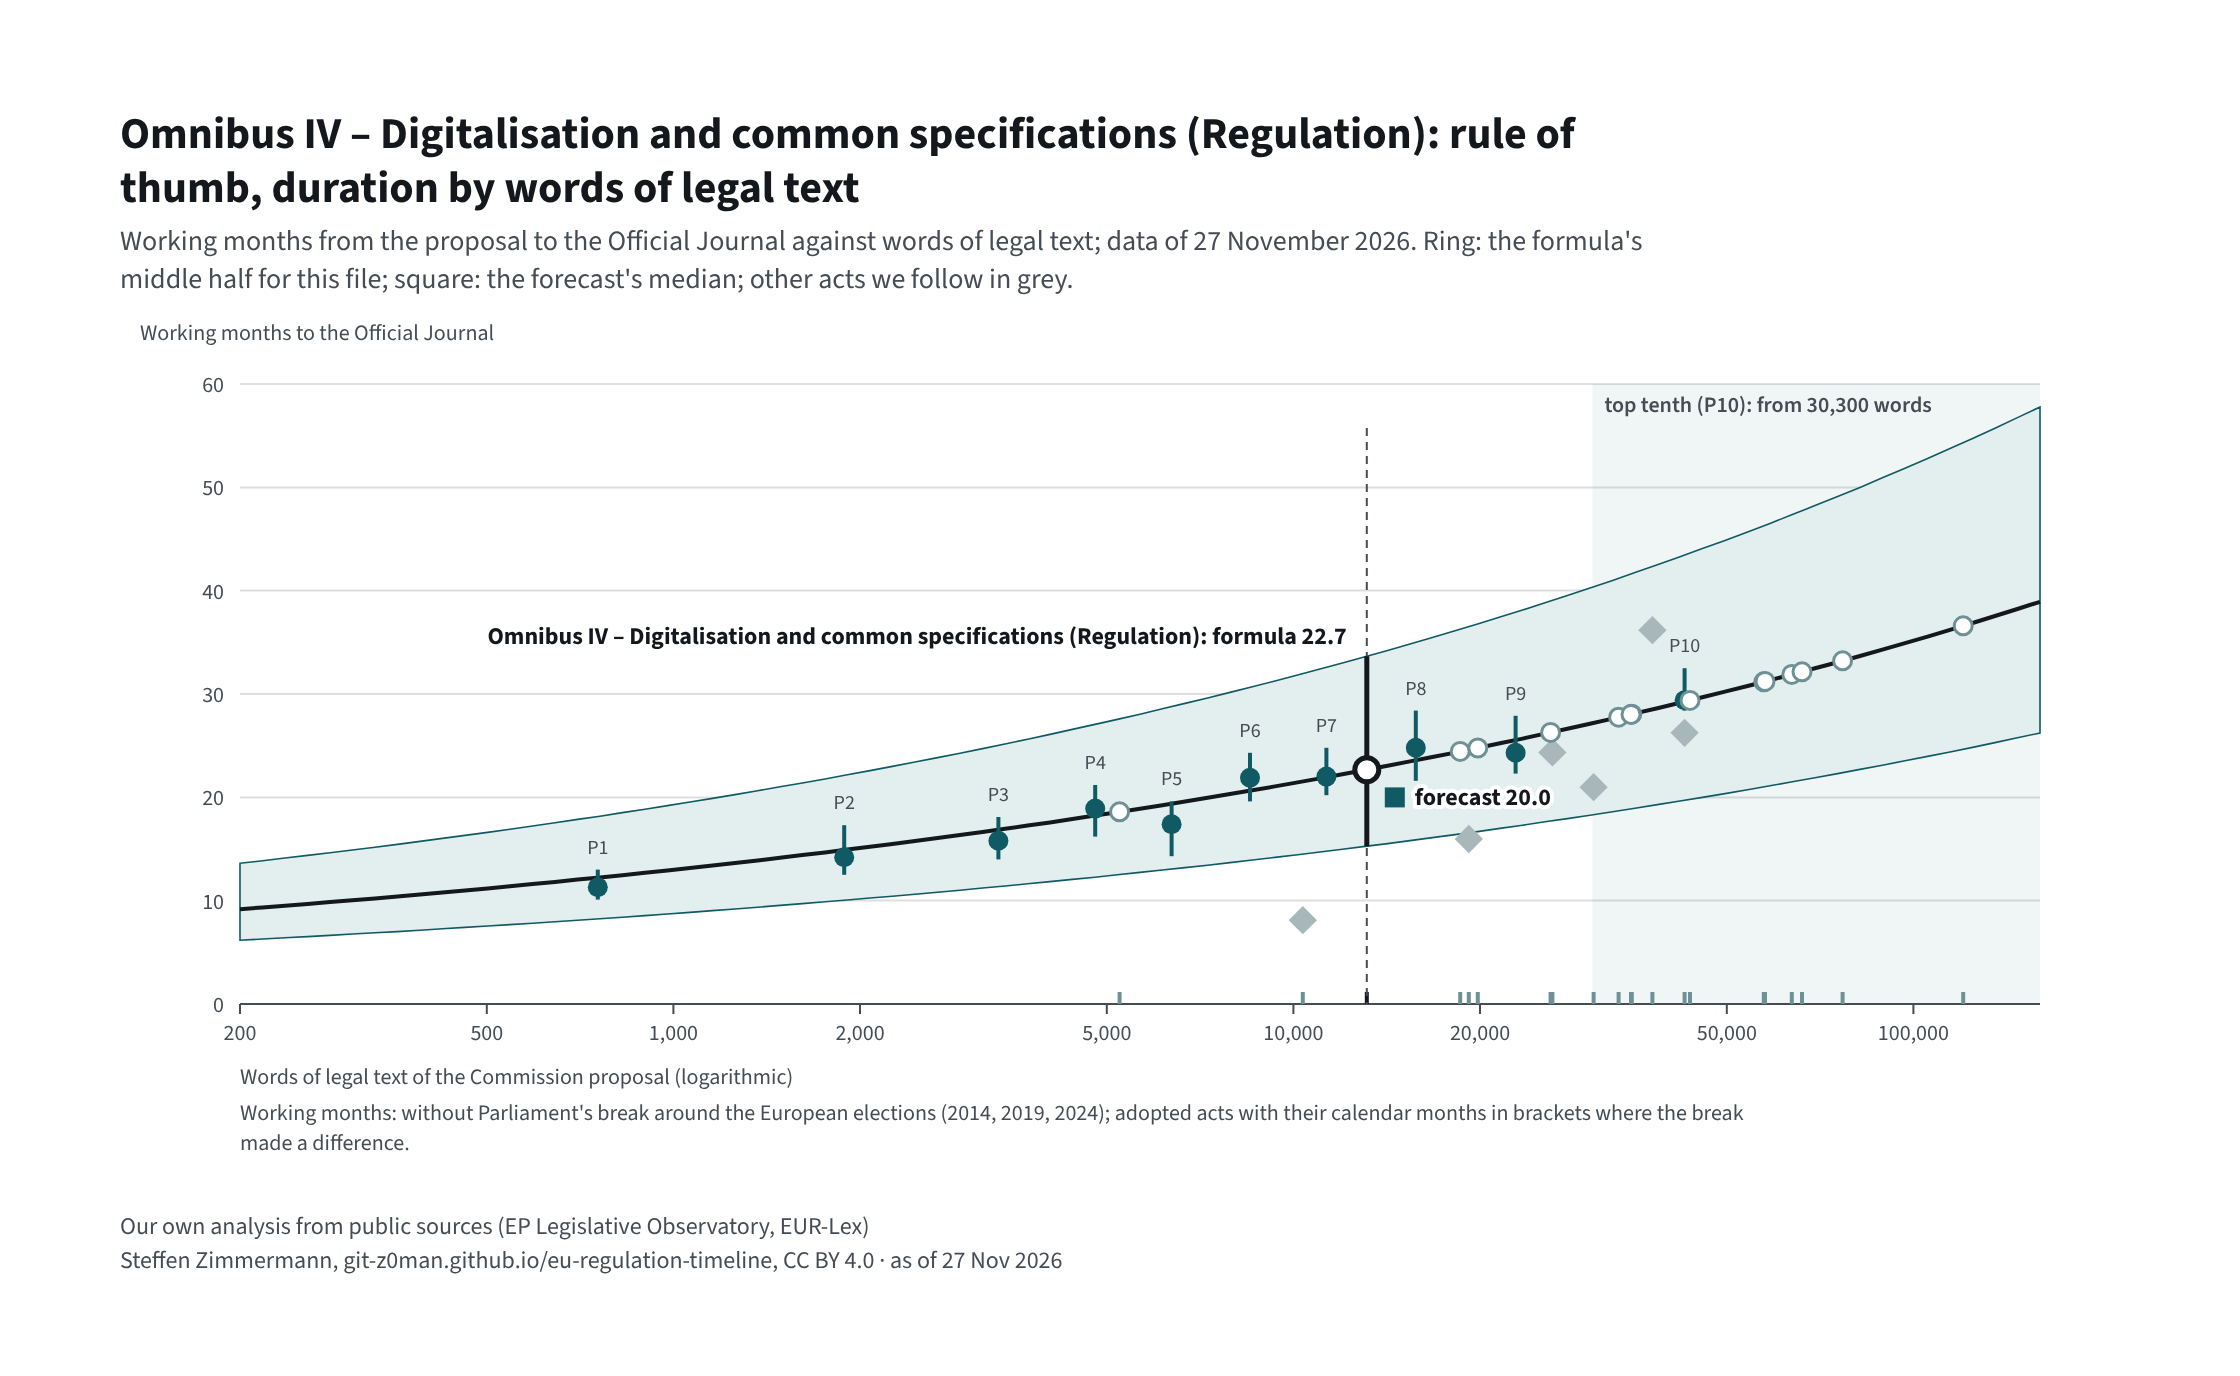 Omnibus IV – Digitalisation and common specifications (Regulation): rule of
thumb, duration by words of legal text
Working months from the proposal to the Official Journal against words of legal text; data of 27 November 2026. Ring: the formula's
middle half for this file; square: the forecast's median; other acts we follow in grey.
Working months to the Official Journal
60
top tenth (P10): from 30,300 words
50
40
Omnibus IV – Digitalisation and common specifications (Regulation): formula 22.7
P10
30
P8
P9
P6
P7
P4
P5
20
forecast 20.0
P2
P3
P1
10
0
200 500 1,000 2,000 5,000 10,000 20,000 50,000 100,000
Words of legal text of the Commission proposal (logarithmic)
Working months: without Parliament's break around the European elections (2014, 2019, 2024); adopted acts with their calendar months in brackets where the break
made a difference.
Our own analysis from public sources (EP Legislative Observatory, EUR-Lex)
Steffen Zimmermann, git-z0man.github.io/eu-regulation-timeline, CC BY 4.0 · as of 27 Nov 2026